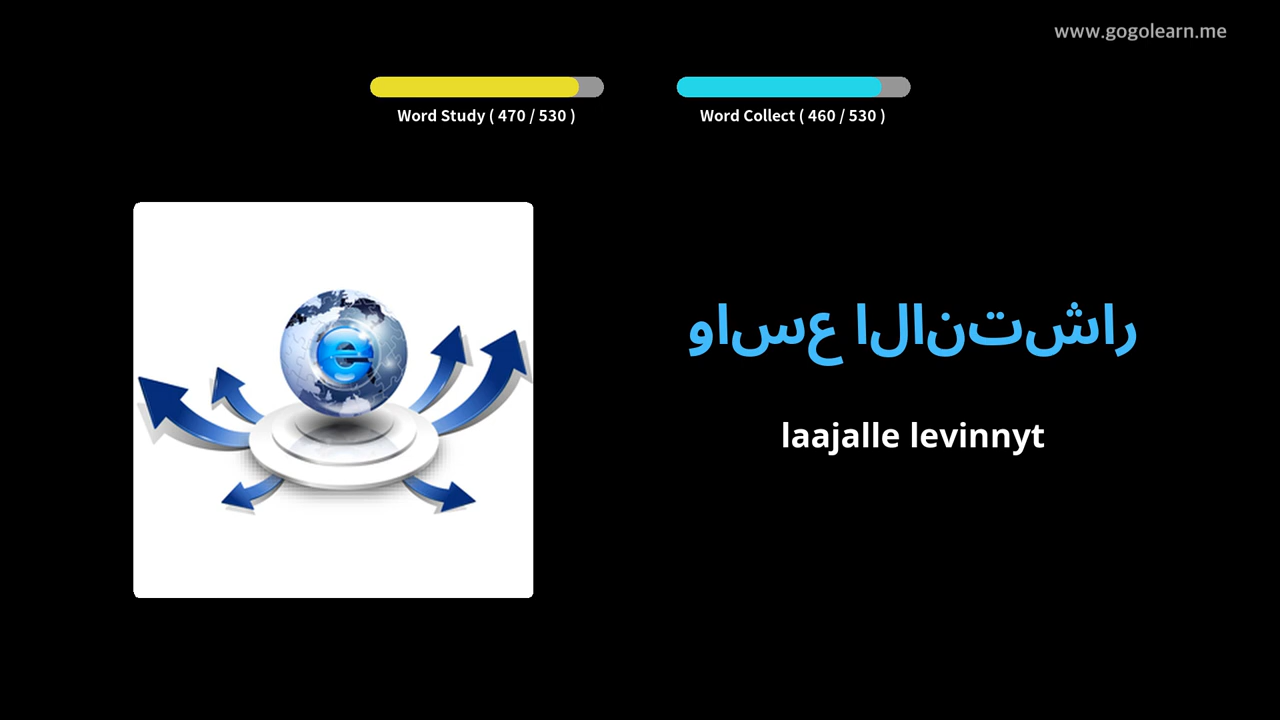 www.gogolearn.me
Word Study ( 470 / 530 )
Word Collect ( 460 / 530 )
واسع الانتشار
laajalle levinnyt
e